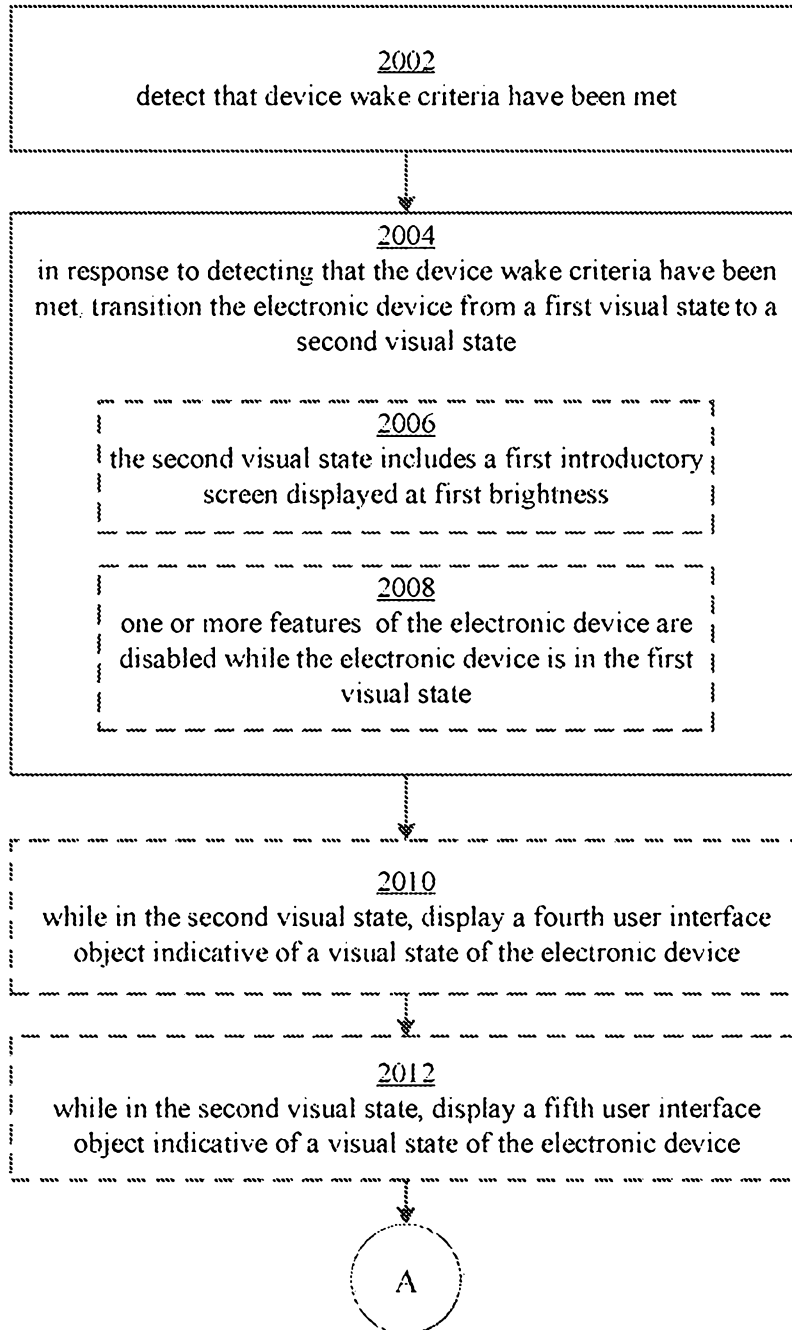 2002
detect that device wake criteria have been met
2004
in response to detecting that the device wake criteria have been
met, transition the electronic device from a first visual state to a
second visual state
2006
the second visual state includes a first introductory
screen displayed at first brightness
2008
one or more features of the electronic device are
disabled while the electronic device is in the first
visual state
2010
while in the second visual state, display a fourth user interface
object indicative of a visual state of the electronic device
2012
while in the second visual state, display a fifth user interface
object indicative of a visual state of the electronic device
A